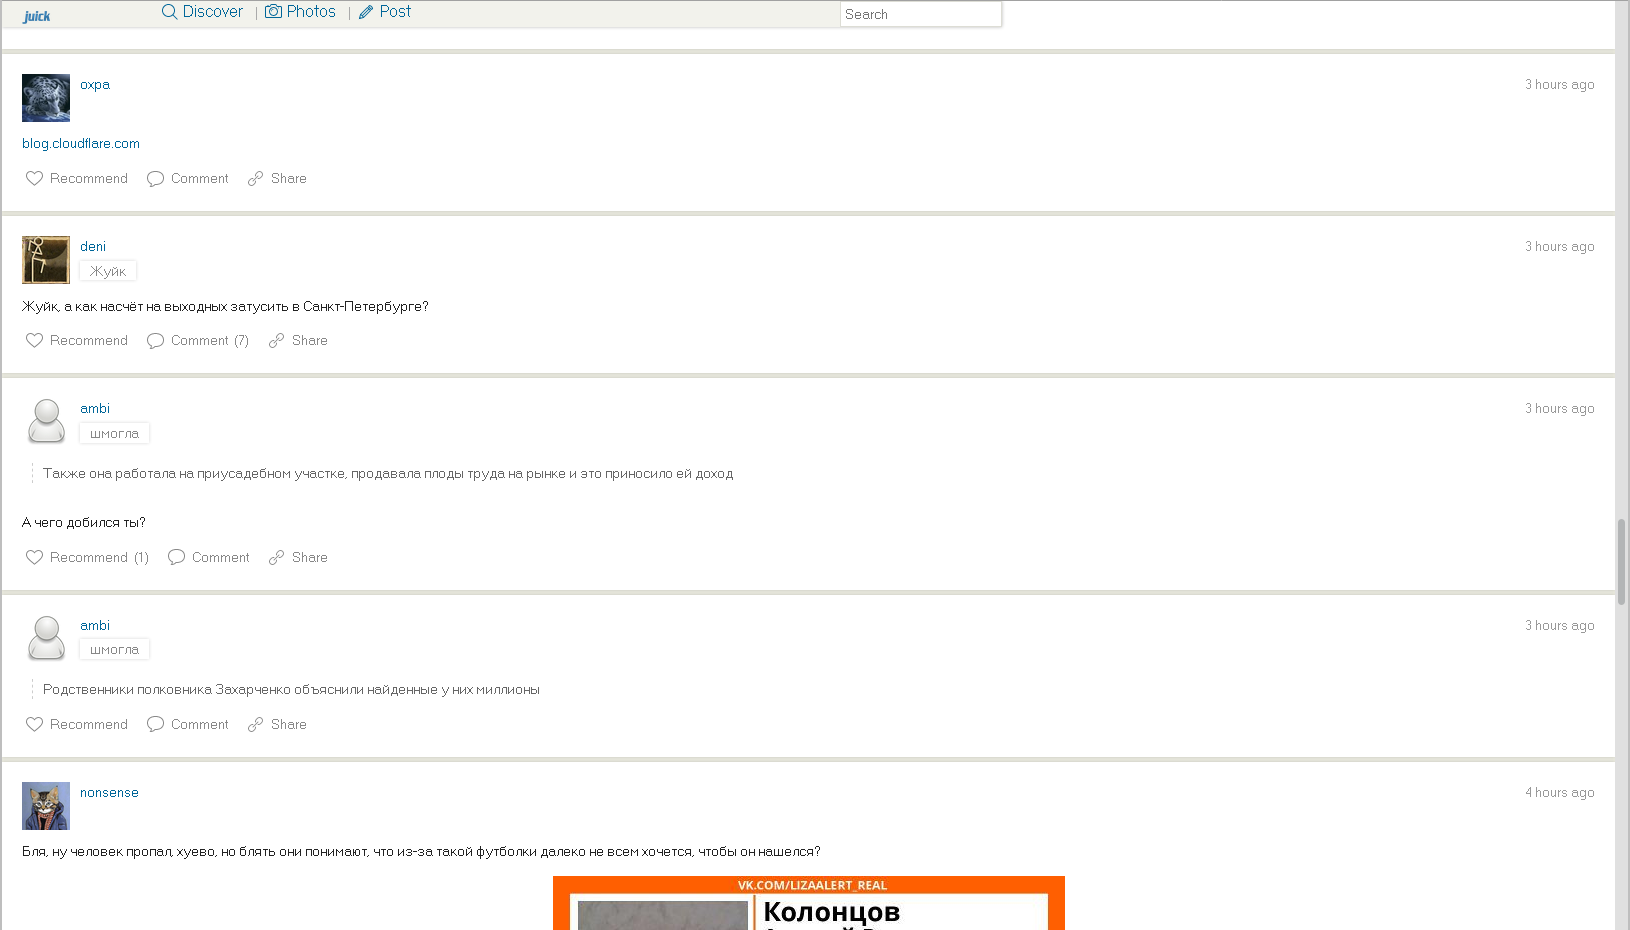 juick
Discover | Photos | Post
Search
oxpa
3 hours ago
blog.cloudflare.com
Recommend Comment Share
deni
3 hours ago
Жуйк
Жуйк, а как насчёт на выходных затусить в Санкт-Петербурге?
Recommend Comment (7) Share
ambi
3 hours ago
шмогла
Также она работала на приусадебном участке, продавала плоды труда на рынке и это приносило ей доход
А чего добился ты?
Recommend (1) Comment Share
ambi
3 hours ago
шмогла
Родственники полковника Захарченко объяснили найденные у них миллионы
Recommend Comment Share
nonsense
4 hours ago
Бля, ну человек пропал, хуево, но блять они понимают, что из-за такой футболки далеко не всем хочется, чтобы он нашелся?
VK.COM/LIZAALERT_REAL
Колонцов